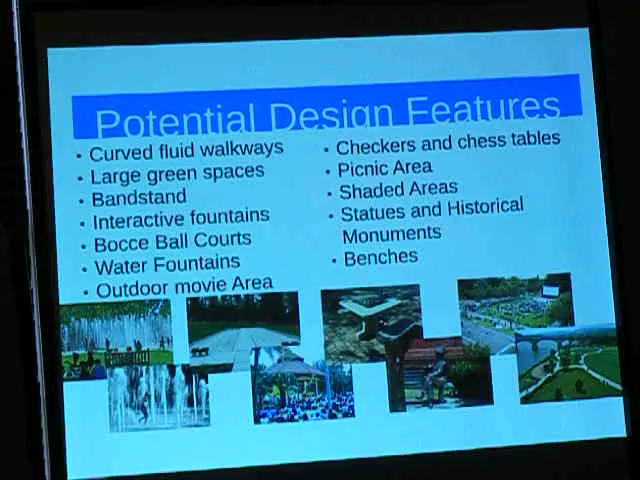 Potential Design Features
• Curved fluid walkways
• Large green spaces
• Bandstand
• Interactive fountains
• Bocce Ball Courts
• Water Fountains
• Outdoor movie Area
• Checkers and chess tables
• Picnic Area
• Shaded Areas
• Statues and Historical
Monuments
• Benches